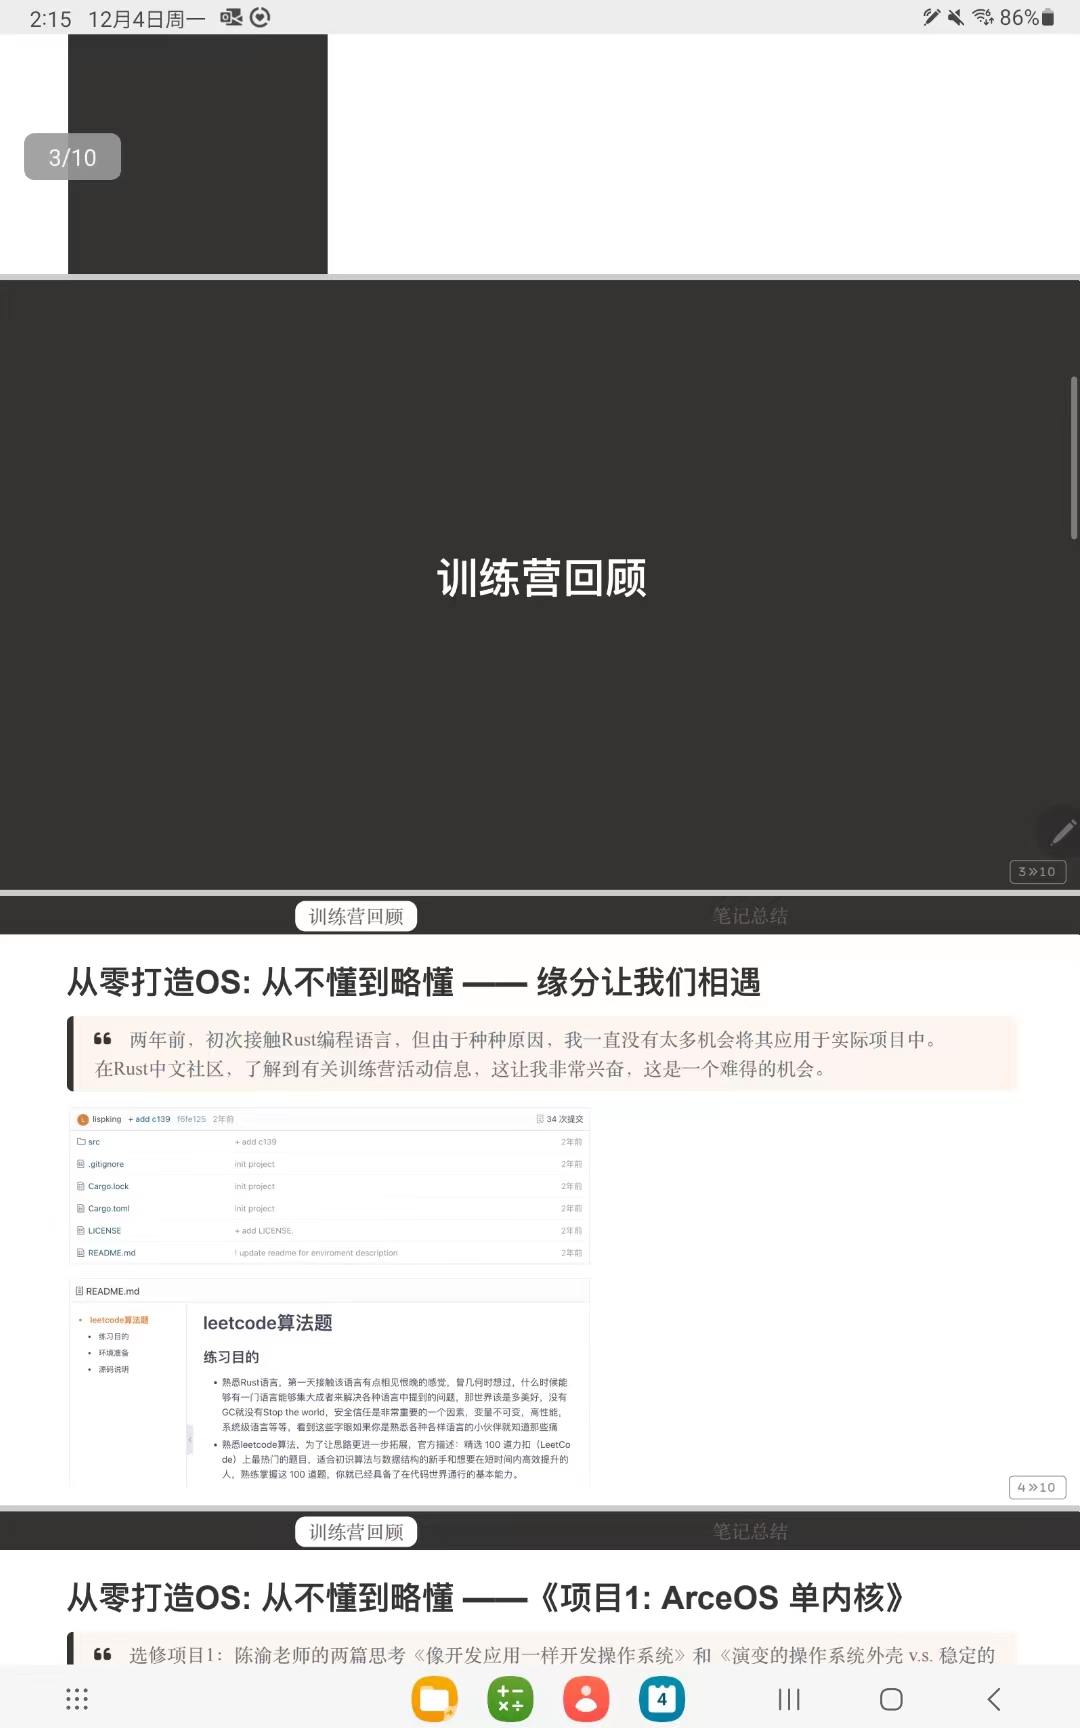 2:15 12月4日周一
86%
3/10
训练营回顾
3»10
训练营回顾 笔记总结
从零打造OS: 从不懂到略懂 —— 缘分让我们相遇
❝ 两年前，初次接触Rust编程语言，但由于种种原因，我一直没有太多机会将其应用于实际项目中。
在Rust中文社区，了解到有关训练营活动信息，这让我非常兴奋，这是一个难得的机会。
lispking + add c139 f6fe125 2年前 34 次提交
src + add c139 2年前
.gitignore init project 2年前
Cargo.lock init project 2年前
Cargo.toml init project 2年前
LICENSE + add LICENSE. 2年前
README.md ! update readme for enviroment description 2年前
README.md
leetcode算法题
练习目的
环境准备
源码说明
leetcode算法题
练习目的
熟悉Rust语言，第一天接触该语言有点相见恨晚的感觉，曾几何时想过，什么时候能
够有一门语言能够集大成者来解决各种语言中提到的问题，那世界该是多美好，没有
GC就没有Stop the world，安全信任是非常重要的一个因素，变量不可变，高性能，
系统级语言等等，看到这些字眼如果你是熟悉各种各样语言的小伙伴就知道那些痛
熟悉leetcode算法，为了让思路更进一步拓展，官方描述：精选 100 道力扣（LeetCo
de）上最热门的题目，适合初识算法与数据结构的新手和想要在短时间内高效提升的
人，熟练掌握这 100 道题，你就已经具备了在代码世界通行的基本能力。
4»10
训练营回顾 笔记总结
从零打造OS: 从不懂到略懂 ——《项目1: ArceOS 单内核》
❝ 选修项目1：陈渝老师的两篇思考《像开发应用一样开发操作系统》和《演变的操作系统外壳 v.s. 稳定的
4